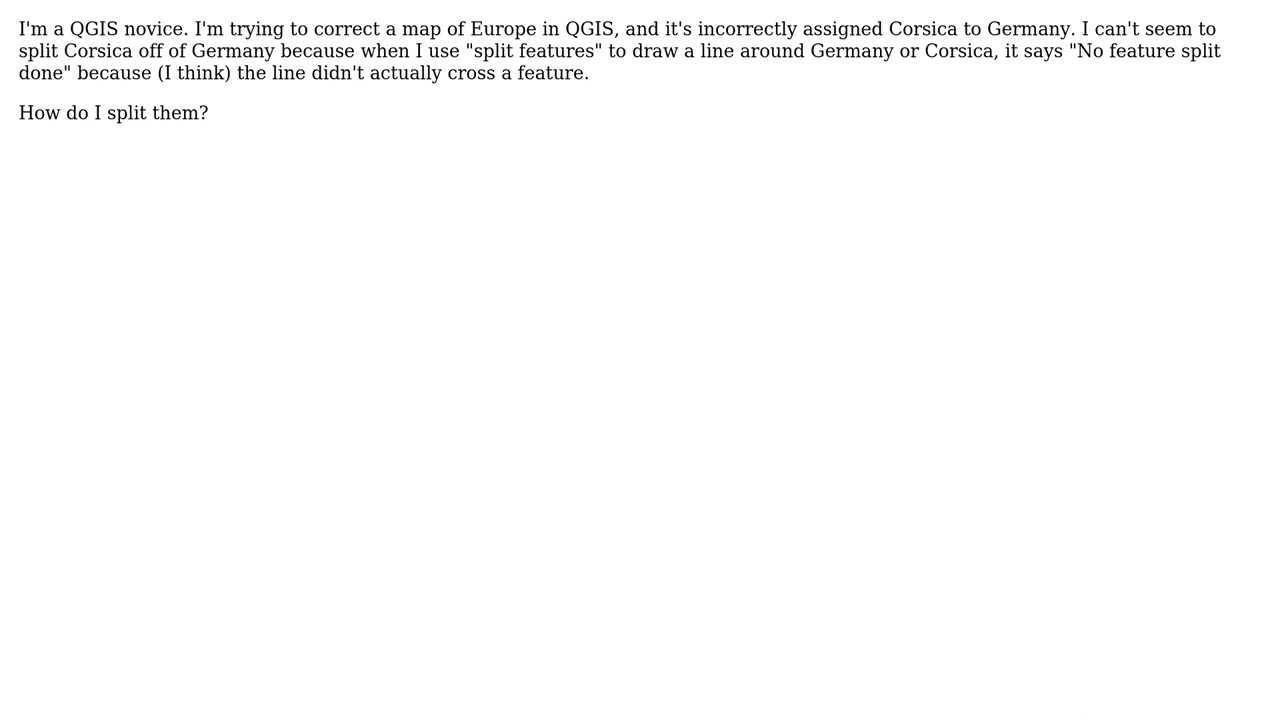 I'm a QGIS novice. I'm trying to correct a map of Europe in QGIS, and it's incorrectly assigned Corsica to Germany. I can't seem to
split Corsica off of Germany because when I use "split features" to draw a line around Germany or Corsica, it says "No feature split
done" because (I think) the line didn't actually cross a feature.
How do I split them?